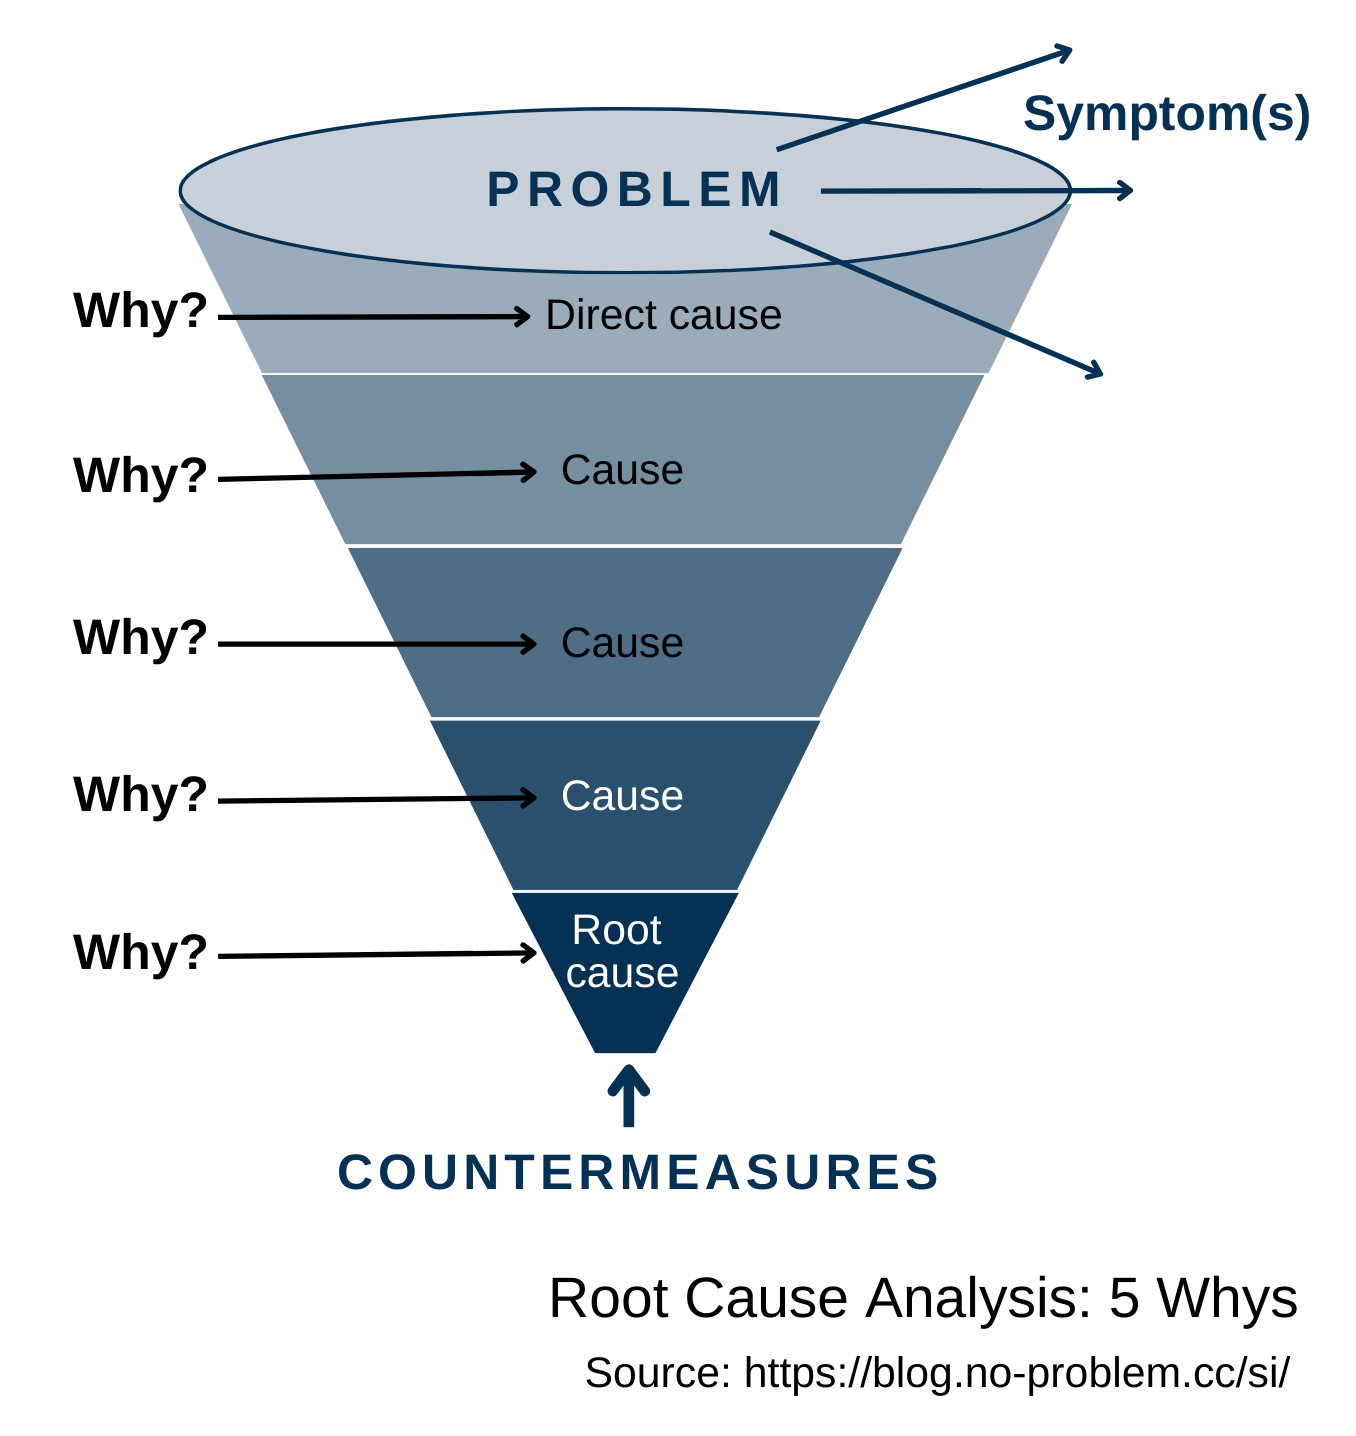 Symptom(s)
PROBLEM
Why?
Direct cause
Why?
Cause
Why?
Cause
Why?
Cause
Why?
Root
cause
COUNTERMEASURES
Root Cause Analysis: 5 Whys
Source: https://blog.no-problem.cc/si/